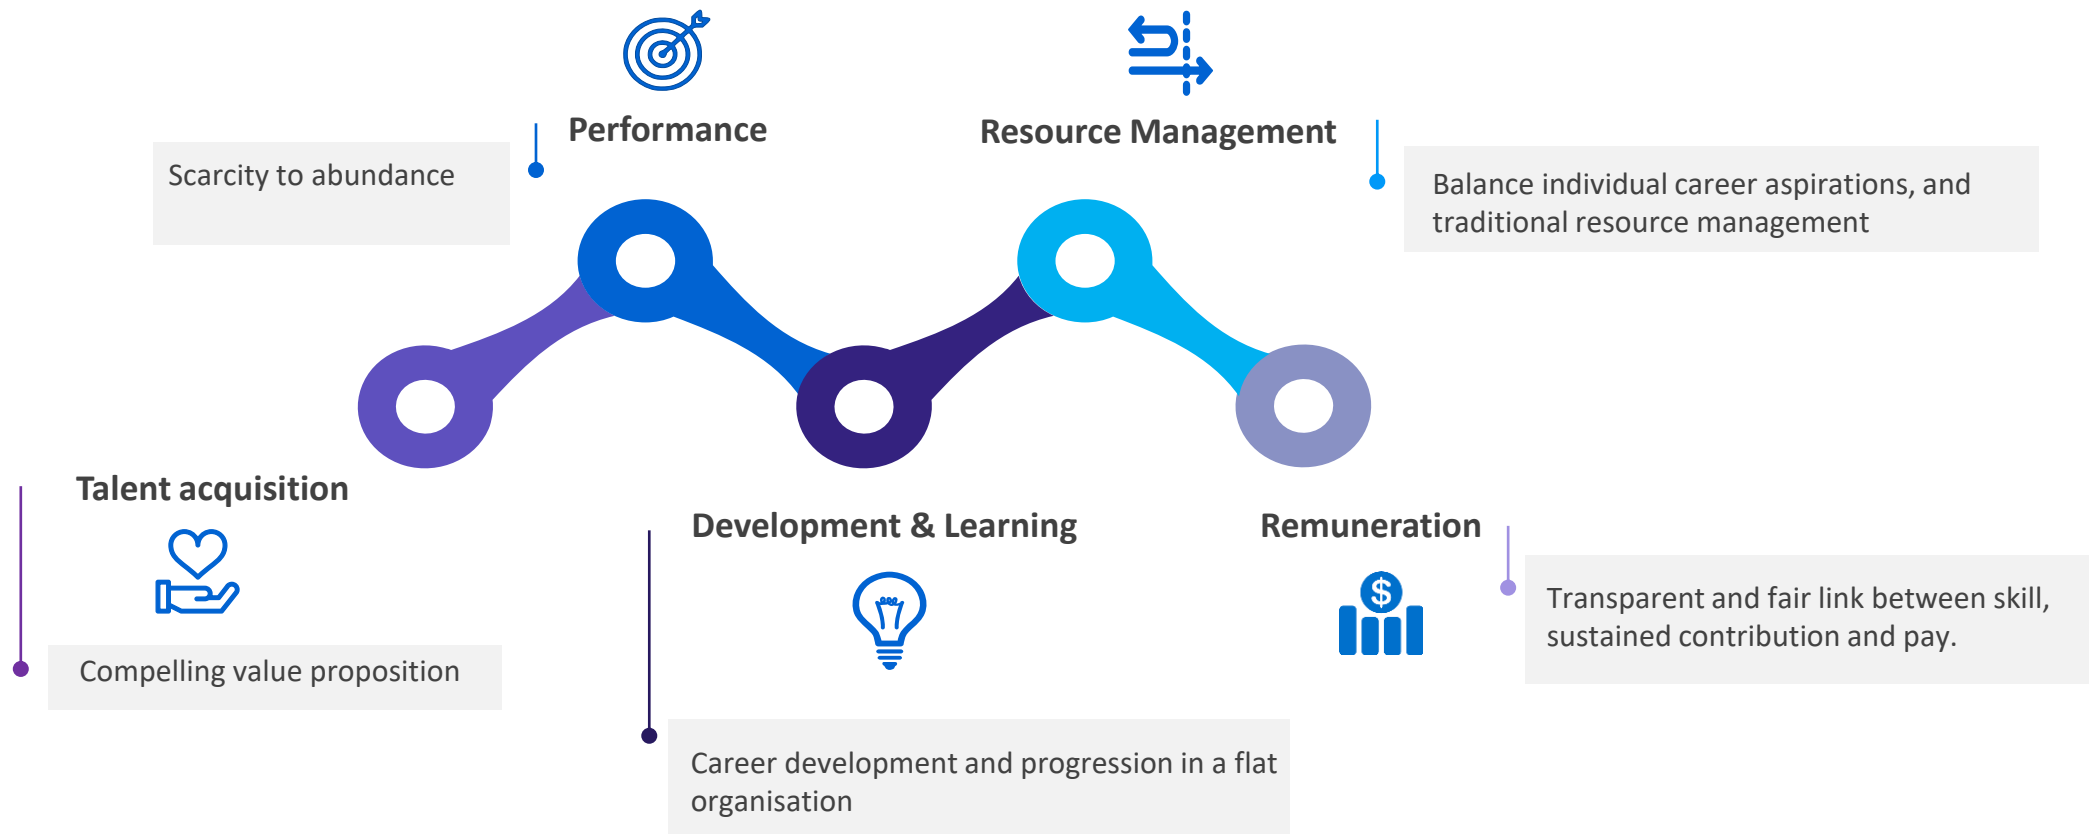 Performance
Scarcity to abundance
Resource Management
Balance individual career aspirations, and
traditional resource management
Talent acquisition
Compelling value proposition
Development & Learning
Career development and progression in a flat
organisation
Remuneration
$
Transparent and fair link between skill,
sustained contribution and pay.